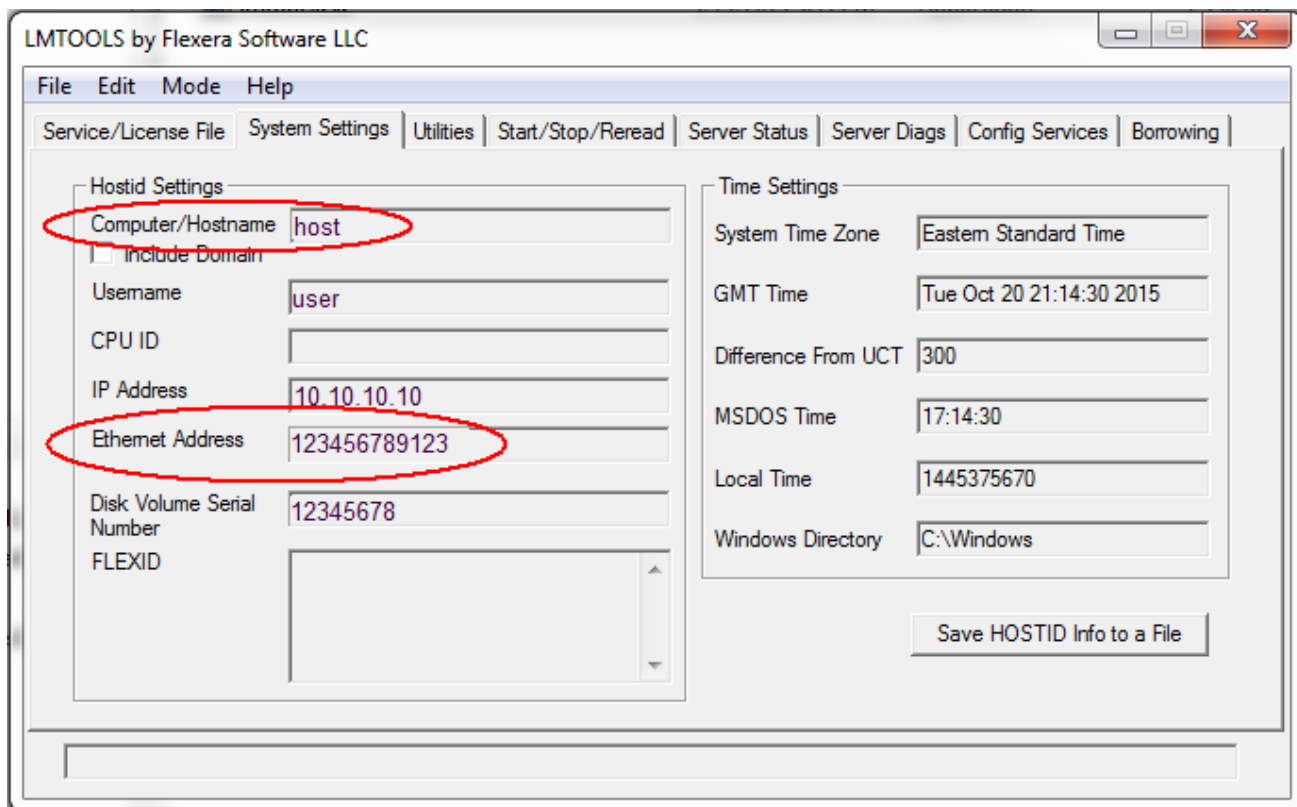 LMTOOLS by Flexera Software LLC
File Edit Mode Help
Service/License File System Settings Utilities Start/Stop/Reread Server Status Server Diags Config Services Borrowing
Hostid Settings
Computer/Hostname host
Include Domain
Username user
CPU ID
IP Address 10.10.10.10
Ethernet Address 123456789123
Disk Volume Serial
Number 12345678
FLEXID
Time Settings
System Time Zone Eastern Standard Time
GMT Time Tue Oct 20 21:14:30 2015
Difference From UCT 300
MSDOS Time 17:14:30
Local Time 1445375670
Windows Directory C:\Windows
Save HOSTID Info to a File